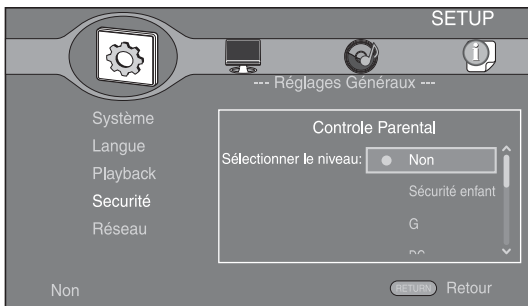 SETUP
--- Réglages Généraux ---
Système
Langue
Playback
Securité
Réseau
Controle Parental
Sélectionner le niveau:
Non
Sécurité enfant
G
Non
RETURN Retour